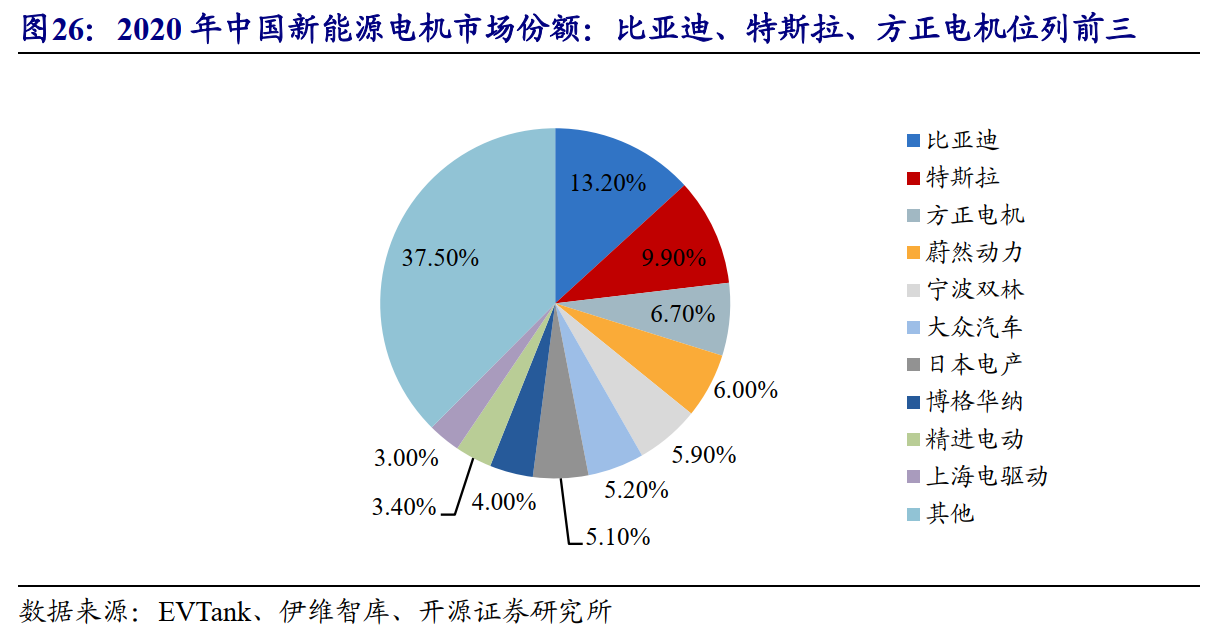 图26：2020 年中国新能源电机市场份额：比亚迪、特斯拉、方正电机位列前三
13.20%
9.90%
6.70%
6.00%
5.90%
5.20%
5.10%
4.00%
3.40%
3.00%
37.50%
比亚迪
特斯拉
方正电机
蔚然动力
宁波双林
大众汽车
日本电产
博格华纳
精进电动
上海电驱动
其他
数据来源：EVTank、伊维智库、开源证券研究所